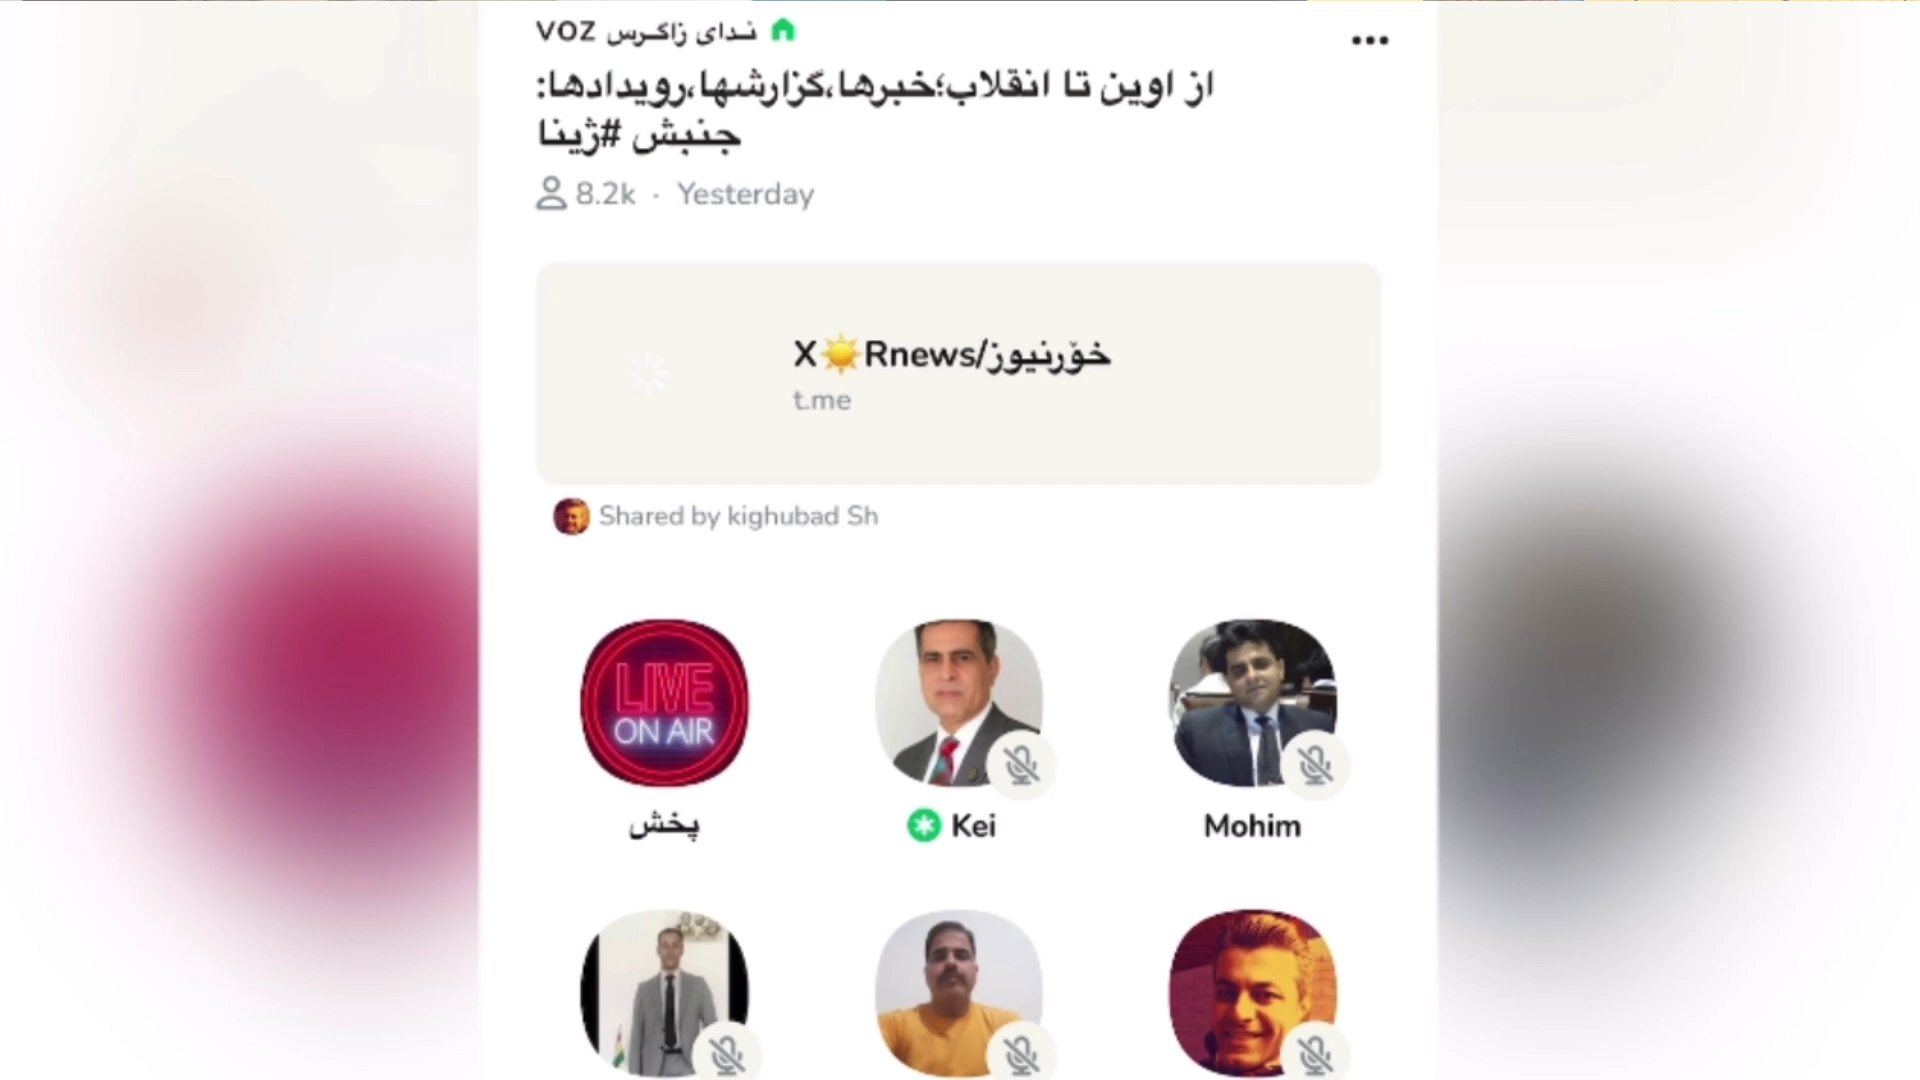 ندای زاگرس VOZ
از اوین تا انقلاب؛خبرها،گزارشها،رویدادها:
جنبش #ژینا
8.2k · Yesterday
X☀️Rnews/خۆرنیوز
t.me
Shared by kighubad Sh
LIVE
ON AIR
پخش
Kei
Mohim